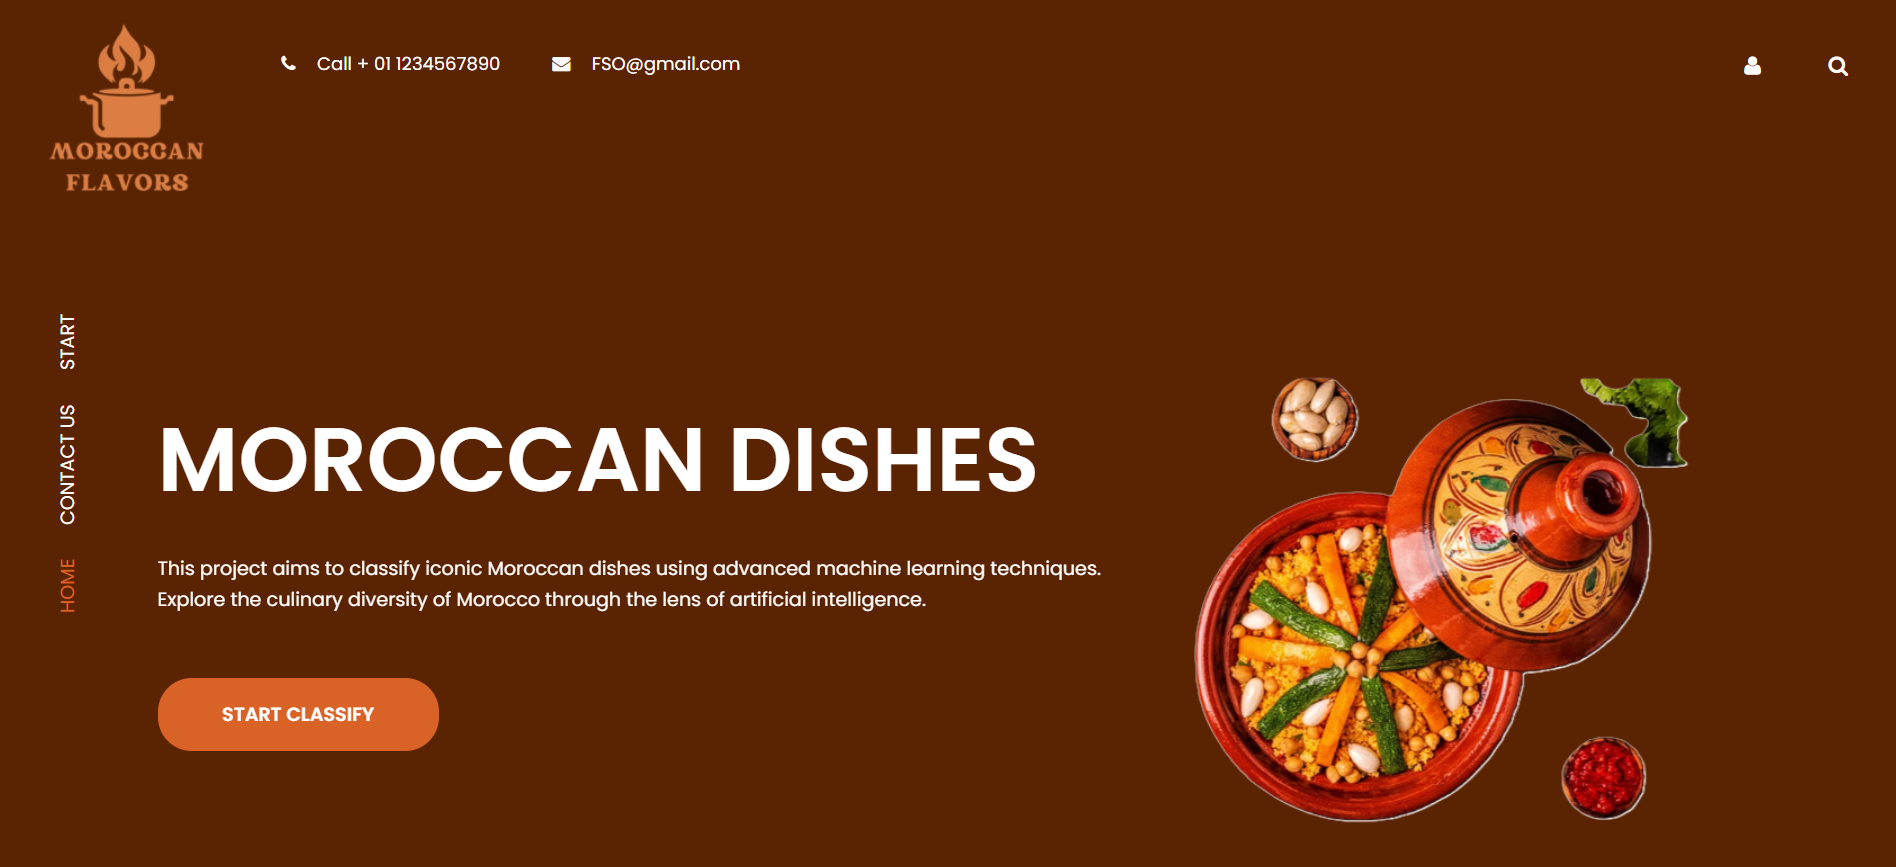 MOROCCAN
FLAVORS
Call + 01 1234567890
FSO@gmail.com
START
CONTACT US
HOME
MOROCCAN DISHES
This project aims to classify iconic Moroccan dishes using advanced machine learning techniques.
Explore the culinary diversity of Morocco through the lens of artificial intelligence.
START CLASSIFY